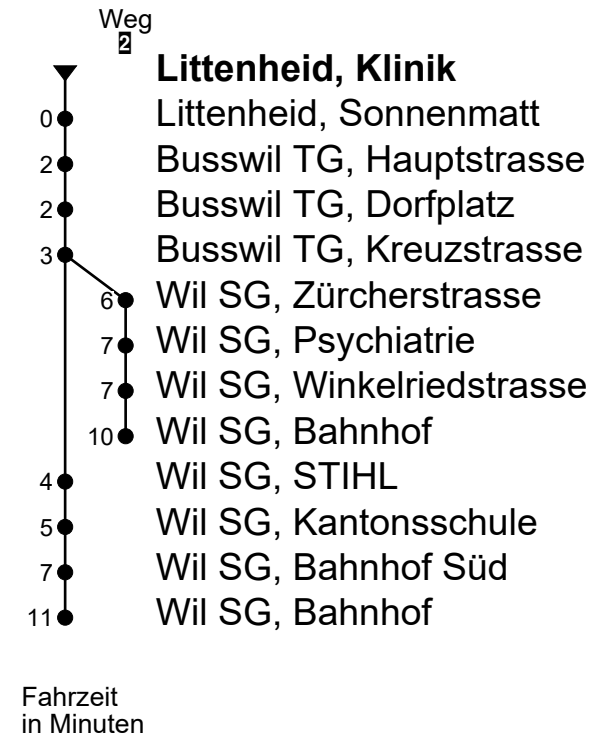 Weg
2
Littenheid, Klinik
0 Littenheid, Sonnenmatt
2 Busswil TG, Hauptstrasse
2 Busswil TG, Dorfplatz
3 Busswil TG, Kreuzstrasse
6 Wil SG, Zürcherstrasse
7 Wil SG, Psychiatrie
7 Wil SG, Winkelriedstrasse
10 Wil SG, Bahnhof
4 Wil SG, STIHL
5 Wil SG, Kantonsschule
7 Wil SG, Bahnhof Süd
11 Wil SG, Bahnhof
Fahrzeit
in Minuten